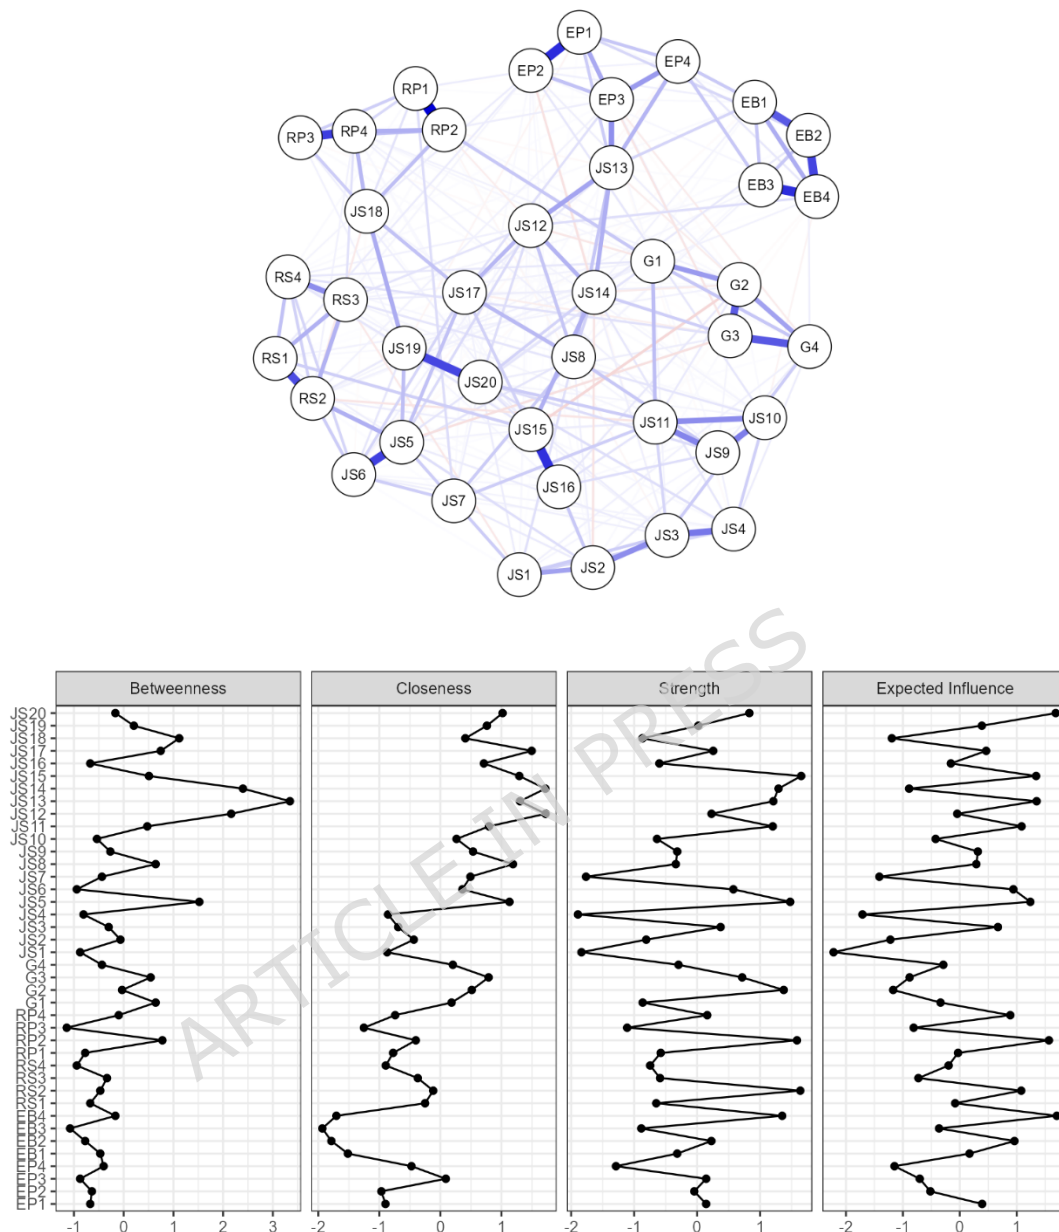 EP1
EP2
EP4
EP3
RP1
RP2
RP4
RP3
EB1
EB2
EB3
EB4
JS13
JS18
JS12
G1
RS4
RS3
JS17
JS14
G2
G3
G4
RS1
RS2
JS19
JS20
JS8
JS5
JS6
JS7
JS15
JS16
JS11
JS10
JS9
JS3
JS4
JS1
JS2
ARTICLE IN PRESS
Betweenness Closeness Strength Expected Influence
JS20
JS19
JS18
JS17
JS16
JS15
JS14
JS13
JS12
JS11
JS10
JS9
JS8
JS7
JS6
JS5
JS4
JS3
JS2
JS1
G4
G3
G2
G1
RP4
RP3
RP2
RP1
RS4
RS3
RS2
RS1
EB4
EB3
EB2
EB1
EP4
EP3
EP2
EP1
-1 0 1 2 3 -2 -1 0 1 -2 -1 0 1 -2 -1 0 1